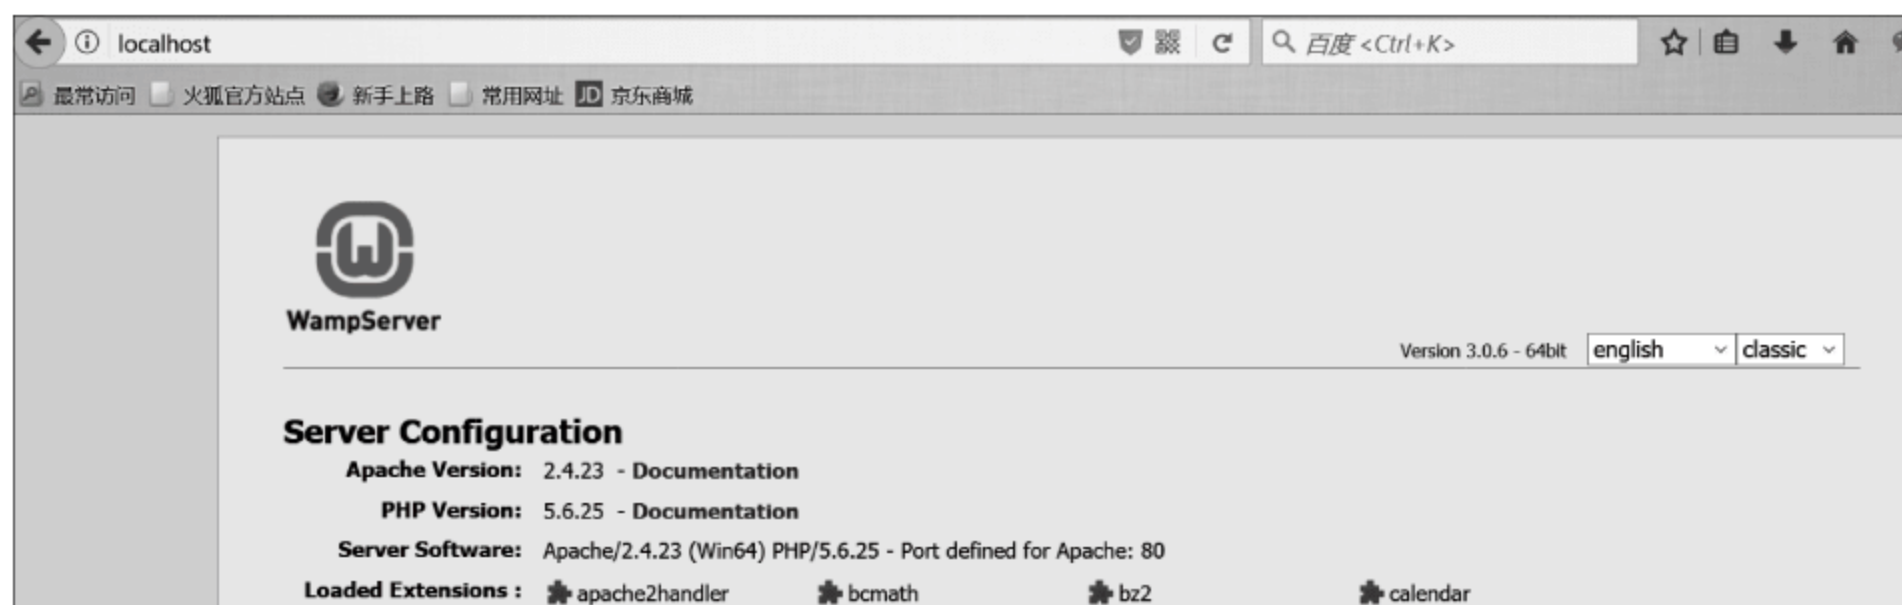 localhost
百度 <Ctrl+K>
最常访问 火狐官方站点 新手上路 常用网址 JD 京东商城
WampServer
Version 3.0.6 - 64bit english classic
Server Configuration
Apache Version: 2.4.23 - Documentation
PHP Version: 5.6.25 - Documentation
Server Software: Apache/2.4.23 (Win64) PHP/5.6.25 - Port defined for Apache: 80
Loaded Extensions : apache2handler bcmath bz2 calendar